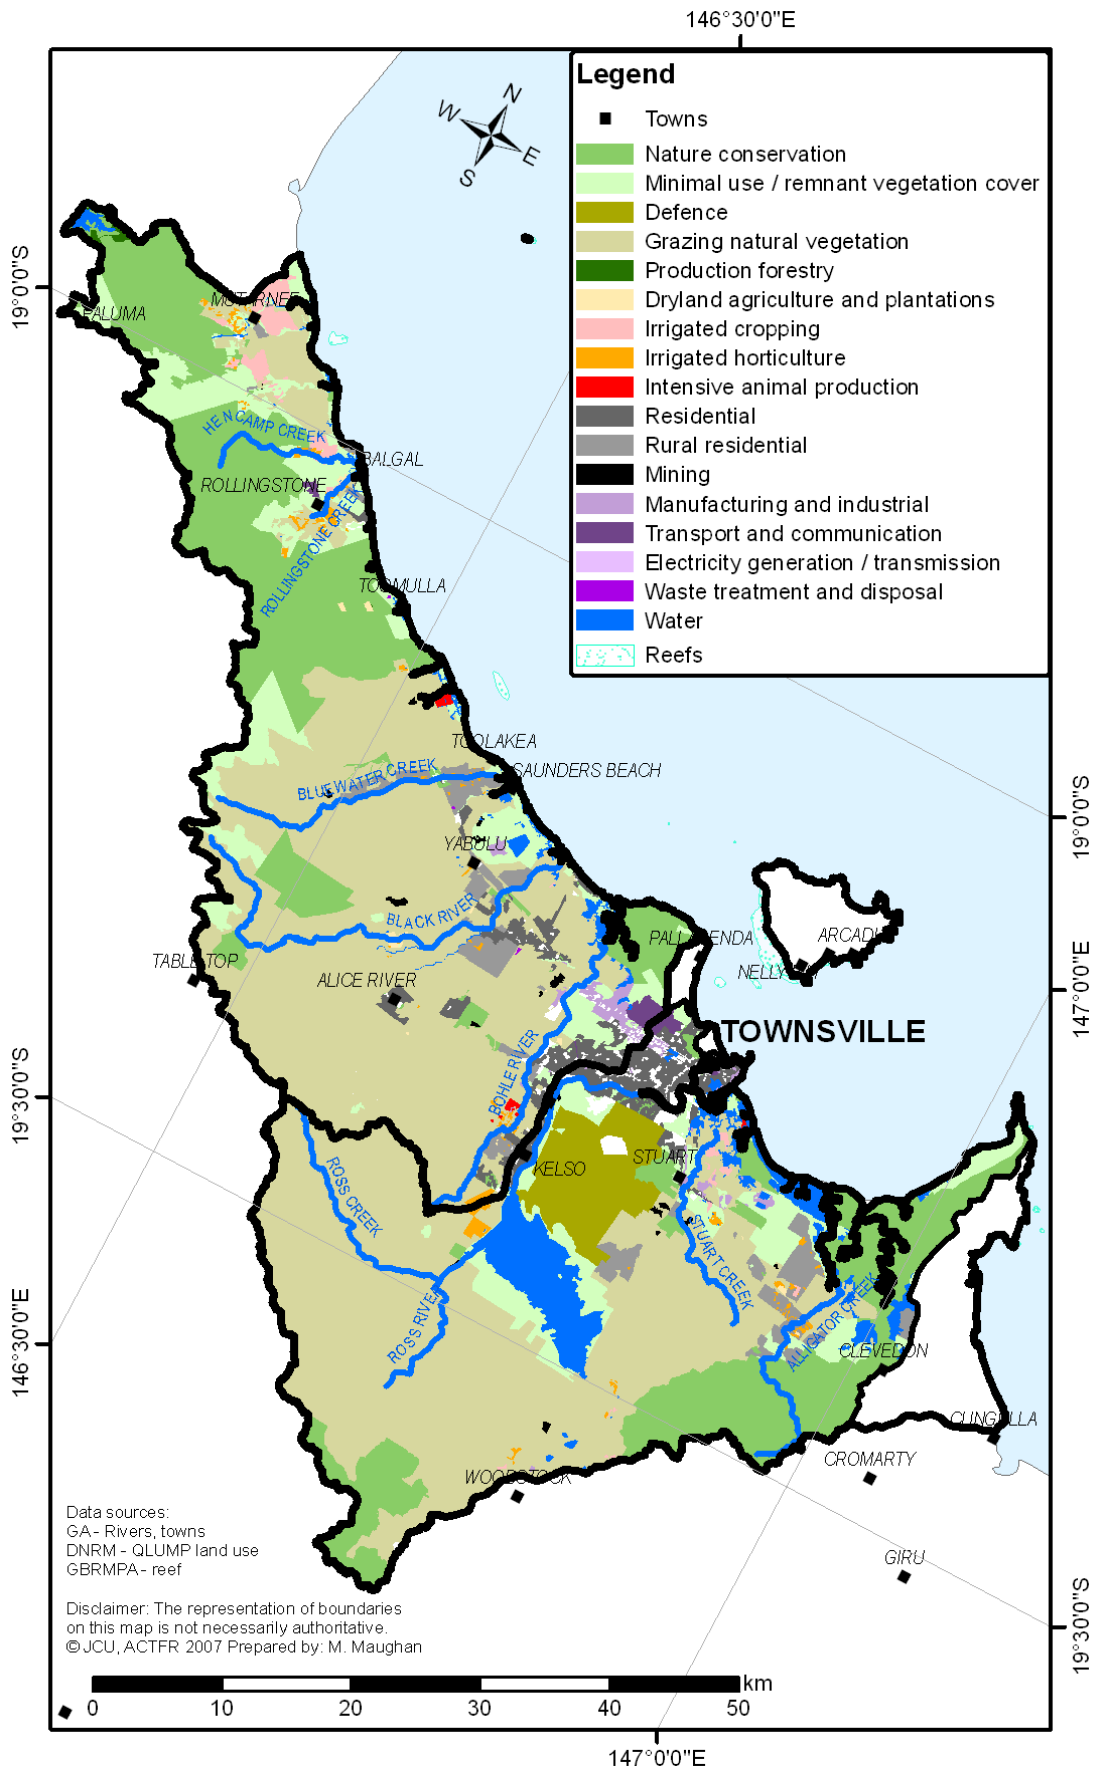 146°30'0"E
Legend
Towns
Nature conservation
Minimal use / remnant vegetation cover
Defence
Grazing natural vegetation
Production forestry
Dryland agriculture and plantations
Irrigated cropping
Irrigated horticulture
Intensive animal production
Residential
Rural residential
Mining
Manufacturing and industrial
Transport and communication
Electricity generation / transmission
Waste treatment and disposal
Water
Reefs
N
W
E
S
19°0'0"S
PALUMA
HENCAMP CREEK
BALGAL
ROLLINGSTONE
ROLLINGSTONE CREEK
TOOMULLA
TOOLAKEA
SAUNDERS BEACH
BLUEWATER CREEK
YABULU
19°0'0"S
BLACK RIVER
TABLE TOP
ALICE RIVER
NELLY
147°0'0"E
TOWNSVILLE
BOHLE RIVER
19°30'0"S
KELSO
STUART
ROSS CREEK
STUART CREEK
ROSS RIVER
ALLIGATOR CREEK
CLEVEDON
146°30'0"E
CUNGULLA
CROMARTY
WOODSTOCK
GIRU
19°30'0"S
Data sources:
GA - Rivers, towns
DNRM - QLUMP land use
GBRMPA - reef
Disclaimer: The representation of boundaries
on this map is not necessarily authoritative.
© JCU, ACTFR 2007 Prepared by: M. Maughan
km
0 10 20 30 40 50
147°0'0"E